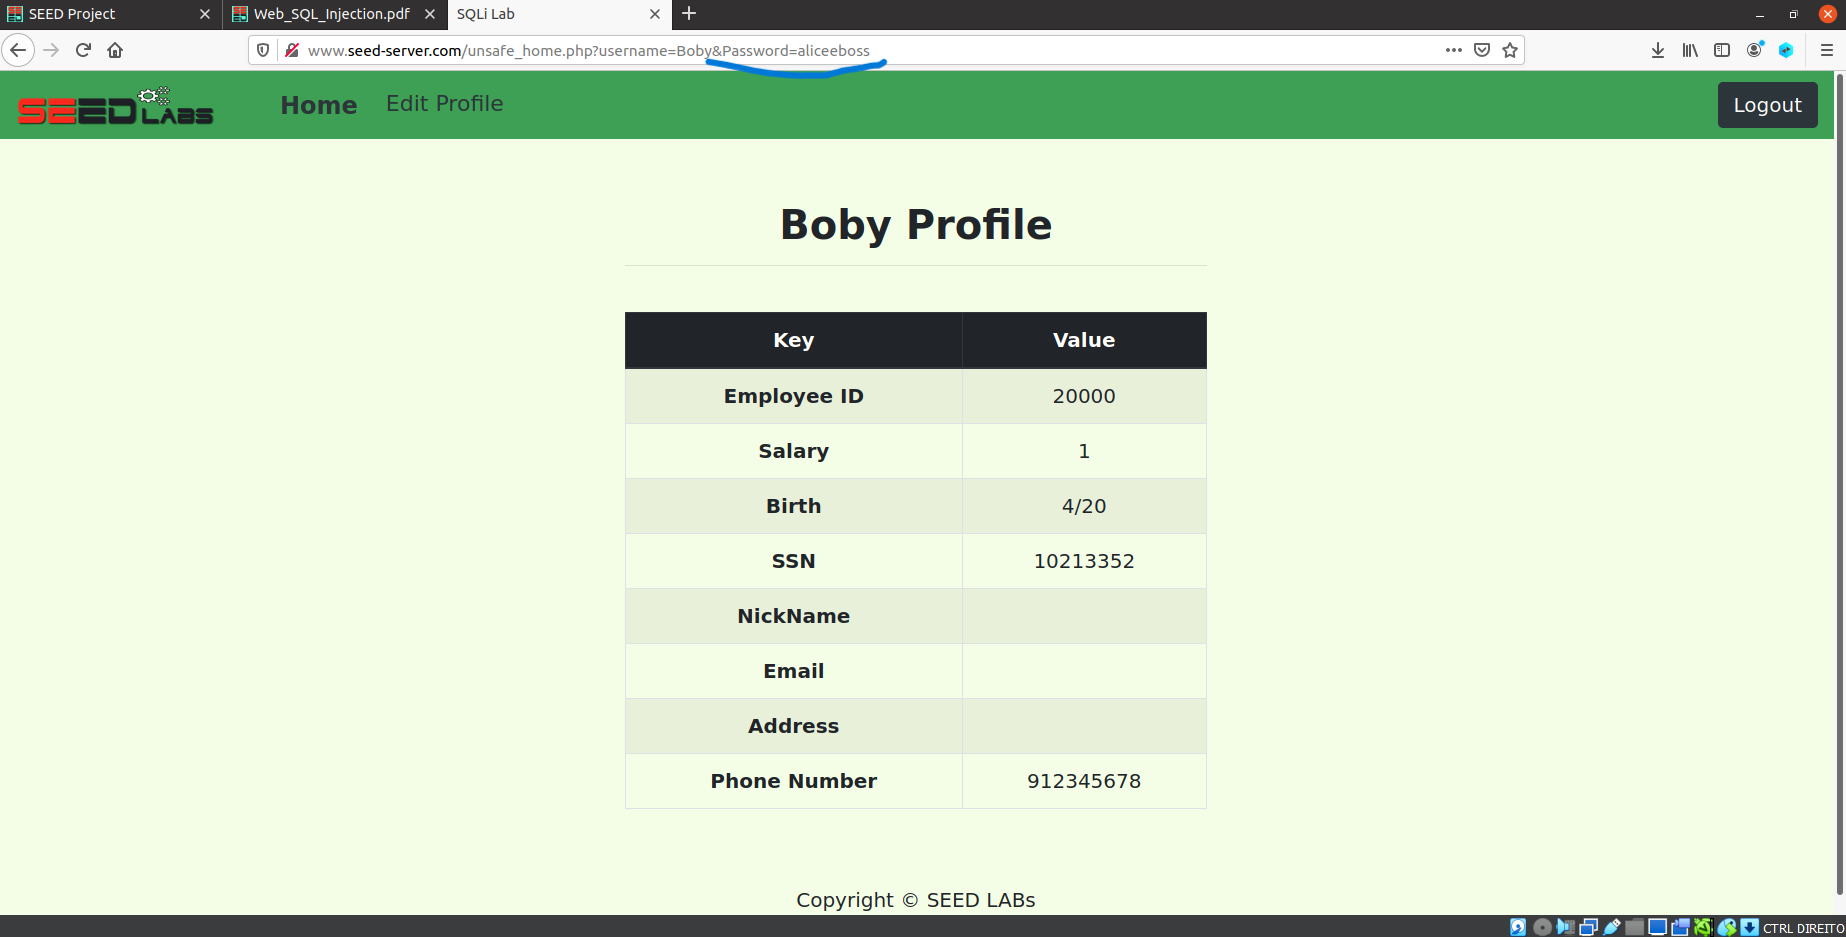 SEED Project
Web_SQL_Injection.pdf
SQLi Lab
www.seed-server.com/unsafe_home.php?username=Boby&Password=aliceeboss
SEED LABS
Home
Edit Profile
Logout
Boby Profile
Key Value
Employee ID 20000
Salary 1
Birth 4/20
SSN 10213352
NickName
Email
Address
Phone Number 912345678
Copyright © SEED LABs
CTRL DIREITO